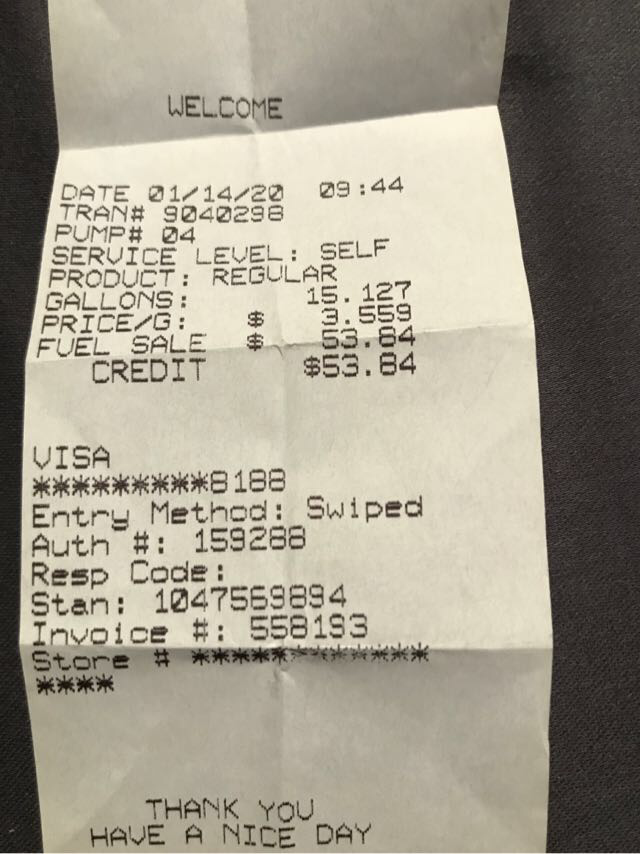 WELCOME
DATE 01/14/20 09:44
TRAN# 9040298
PUMP# 04
SERVICE LEVEL: SELF
PRODUCT: REGULAR
GALLONS: 15.127
PRICE/G: $ 3.559
FUEL SALE $ 53.84
CREDIT $53.84
VISA
*********8188
Entry Method: Swiped
Auth #: 159288
Resp Code:
Stan: 1047569894
Invoice #: 558193
Store # *************
****
THANK YOU
HAVE A NICE DAY